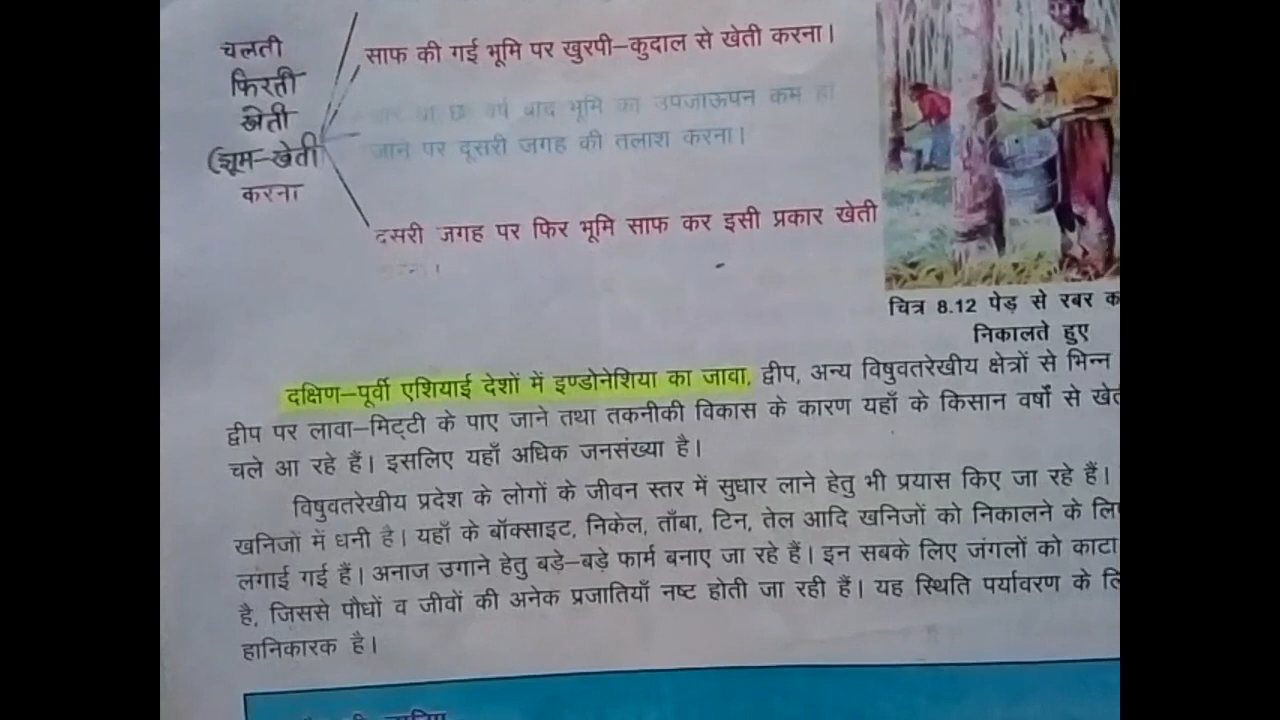 चलती
फिरती
खेती
(झूम–खेती
करना
साफ की गई भूमि पर खुरपी–कुदाल से खेती करना।
वर्ष बाद भूमि का उपजाऊपन कम हो
जाने पर दूसरी जगह की तलाश करना।
दूसरी जगह पर फिर भूमि साफ कर इसी प्रकार खेती
चित्र 8.12 पेड़ से रबर का
निकालते हुए
दक्षिण–पूर्वी एशियाई देशों में इण्डोनेशिया का जावा, द्वीप, अन्य विषुवतरेखीय क्षेत्रों से भिन्न
द्वीप पर लावा–मिट्टी के पाए जाने तथा तकनीकी विकास के कारण यहाँ के किसान वर्षों से
चले आ रहे हैं। इसलिए यहाँ अधिक जनसंख्या है।
विषुवतरेखीय प्रदेश के लोगों के जीवन स्तर में सुधार लाने हेतु भी प्रयास किए जा रहे हैं।
खनिजों में धनी है। यहाँ के बॉक्साइट, निकेल, ताँबा, टिन, तेल आदि खनिजों को निकालने के
लगाई गई हैं। अनाज उगाने हेतु बड़े–बड़े फार्म बनाए जा रहे हैं। इन सबके लिए जंगलों को काटा
है, जिससे पौधों व जीवों की अनेक प्रजातियाँ नष्ट होती जा रही हैं। यह स्थिति पर्यावरण के
हानिकारक है।